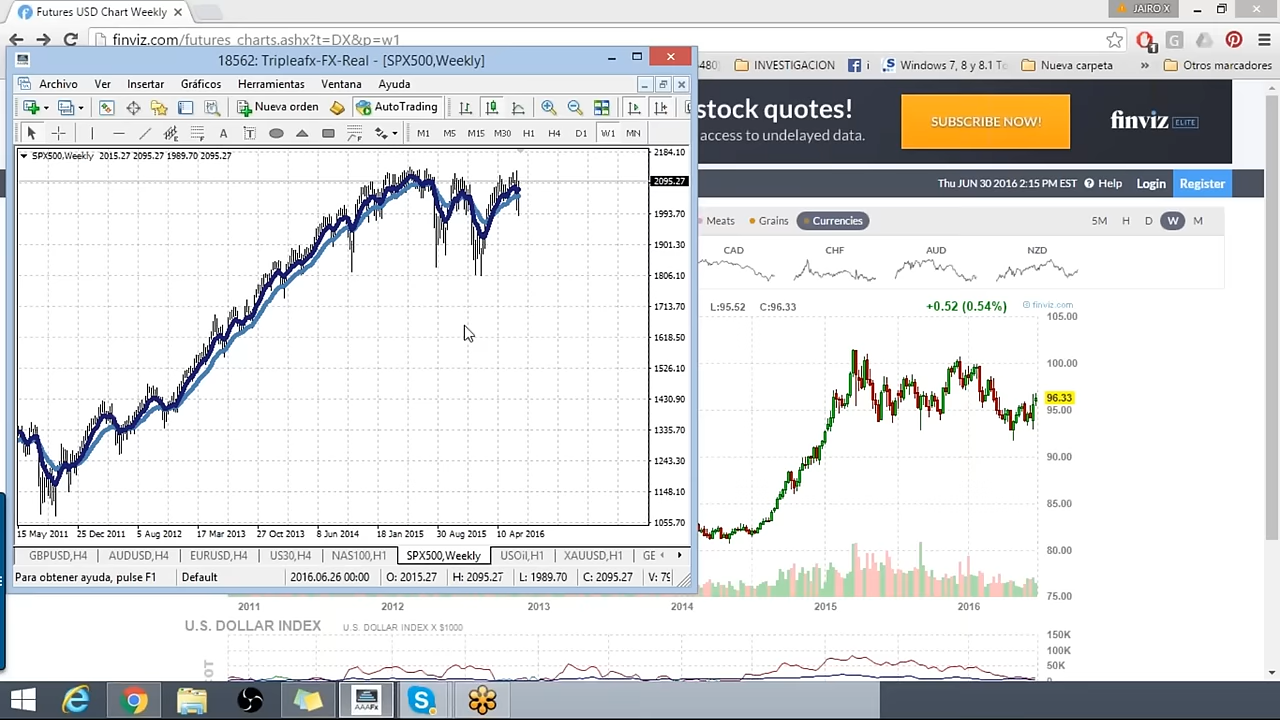 Futures USD Chart Weekly
JAIRO X
finviz.com/futures_charts.ashx?t=DX&p=w1
18562: Tripleafx-FX-Real - [SPX500,Weekly]
480)
INVESTIGACION
Windows 7, 8 y 8.1 To
Nueva carpeta
»
Otros marcadores
Archivo Ver Insertar Gráficos Herramientas Ventana Ayuda
Nueva orden AutoTrading
M1 M5 M15 M30 H1 H4 D1 W1 MN
stock quotes!
access to undelayed data.
SUBSCRIBE NOW!
finviz ELITE
Thu JUN 30 2016 2:15 PM EST
Help
Login
Register
Meats
Grains
Currencies
5M H D W M
CAD CHF AUD NZD
L:95.52 C:96.33
+0.52 (0.54%)
© finviz.com
105.00
100.00
96.33
95.00
90.00
85.00
80.00
75.00
SPX500,Weekly 2015.27 2095.27 1989.70 2095.27
2184.10
2095.27
1993.70
1901.30
1806.10
1713.70
1618.50
1526.10
1430.90
1335.70
1243.30
1148.10
1055.70
15 May 2011 25 Dec 2011 5 Aug 2012 17 Mar 2013 27 Oct 2013 8 Jun 2014 18 Jan 2015 30 Aug 2015 10 Apr 2016
GBPUSD,H4 AUDUSD,H4 EURUSD,H4 US30,H4 NAS100,H1 SPX500,Weekly USOil,H1 XAUUSD,H1 GE
Para obtener ayuda, pulse F1 Default 2016.06.26 00:00 O: 2015.27 H: 2095.27 L: 1989.70 C: 2095.27
2011 2012 2013 2014 2015 2016
U.S. DOLLAR INDEX U.S. DOLLAR INDEX X $1000
150K
100K
50K
AAAFx